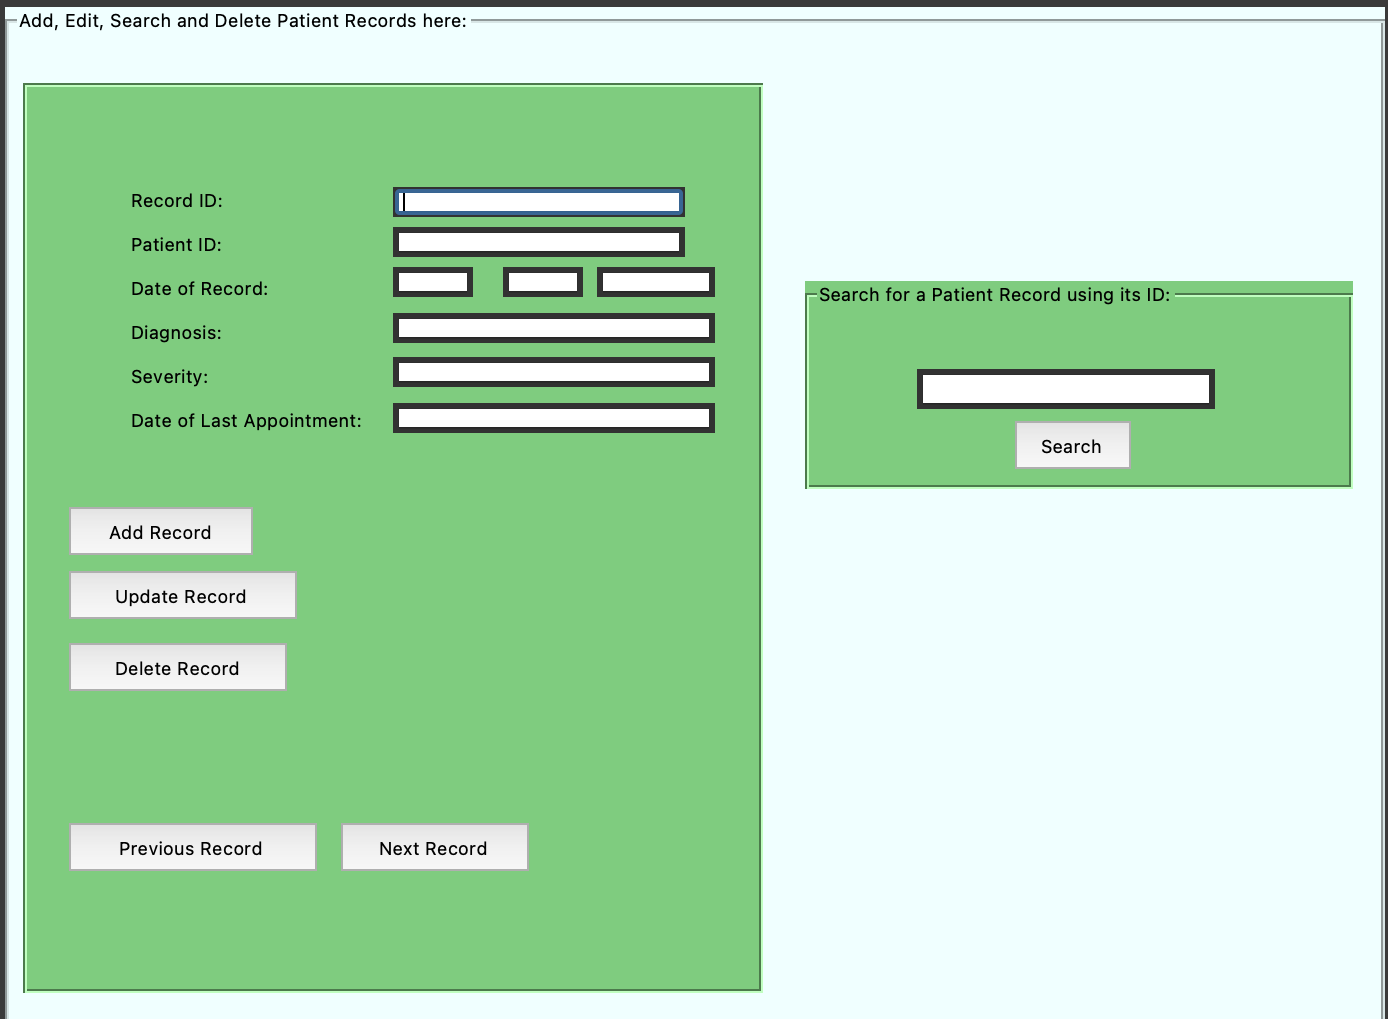 Add, Edit, Search and Delete Patient Records here:
Record ID:
Patient ID:
Date of Record:
Diagnosis:
Severity:
Date of Last Appointment:
Add Record
Update Record
Delete Record
Previous Record
Next Record
Search for a Patient Record using its ID:
Search